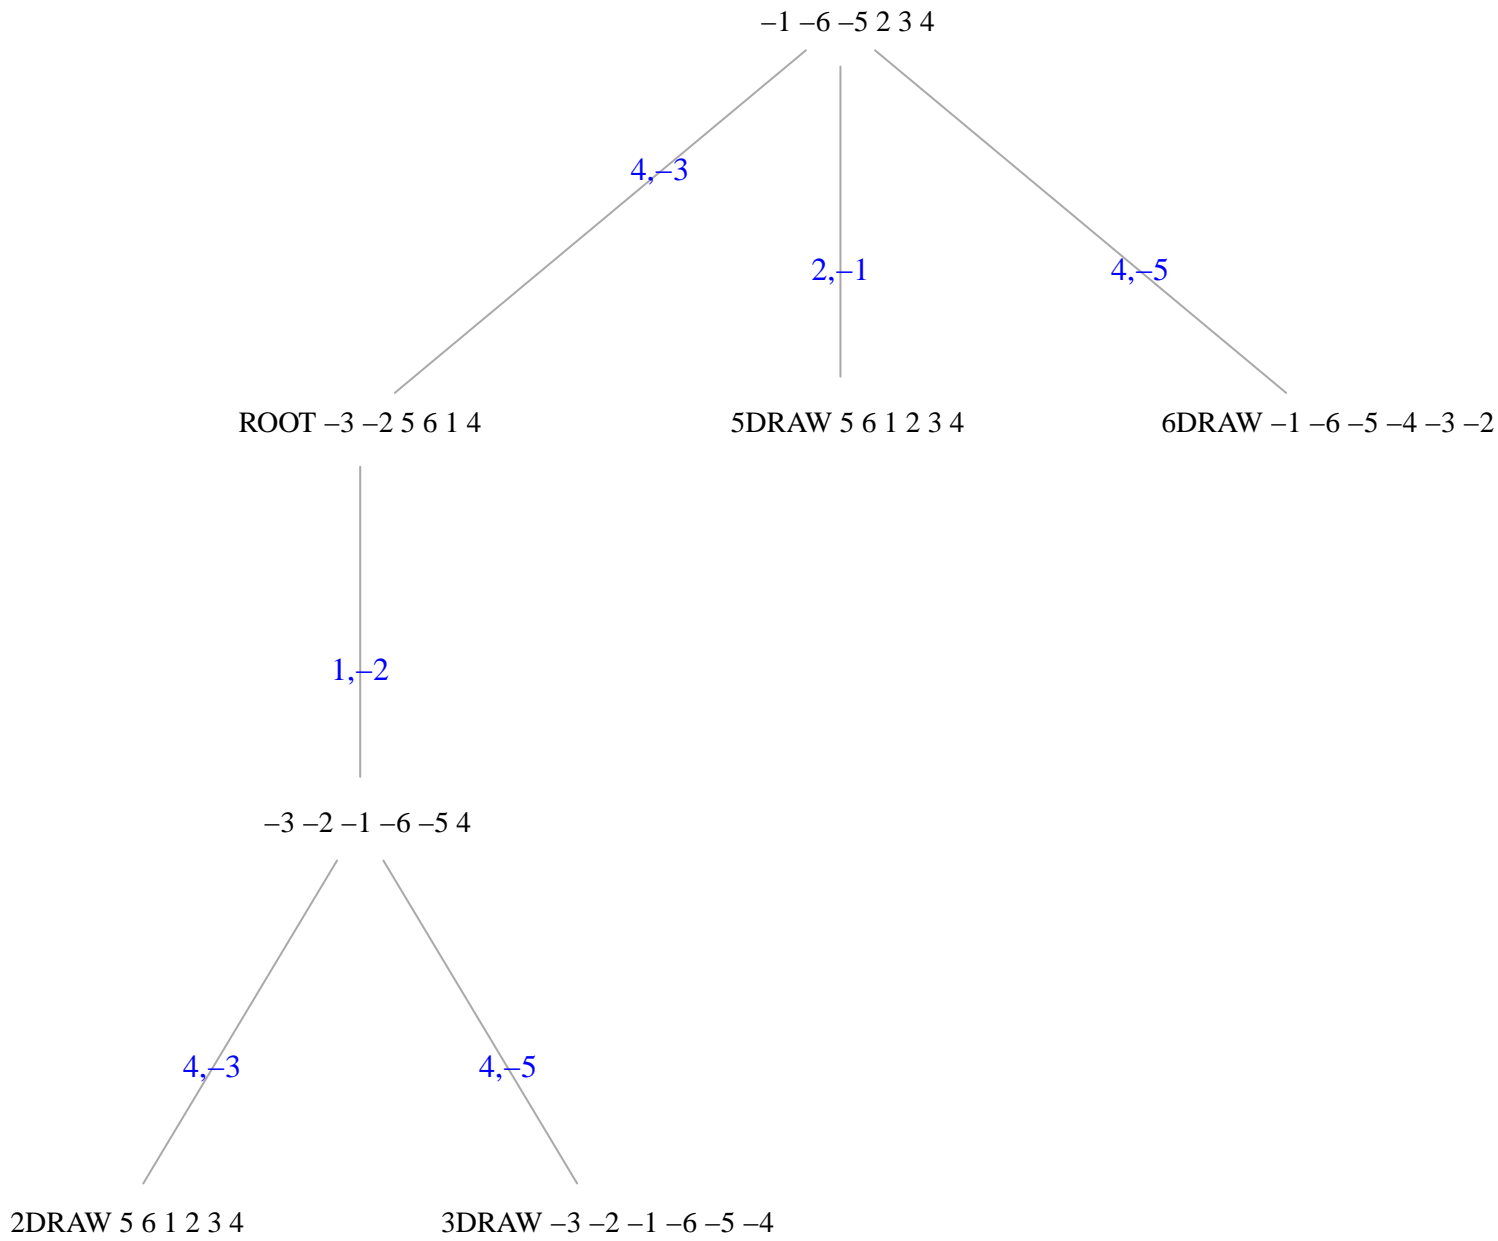 –1 –6 –5 2 3 4
4,–3
2,–1
4,–5
ROOT –3 –2 5 6 1 4
5DRAW 5 6 1 2 3 4
6DRAW –1 –6 –5 –4 –3 –2
1,–2
–3 –2 –1 –6 –5 4
4,–3
4,–5
2DRAW 5 6 1 2 3 4
3DRAW –3 –2 –1 –6 –5 –4